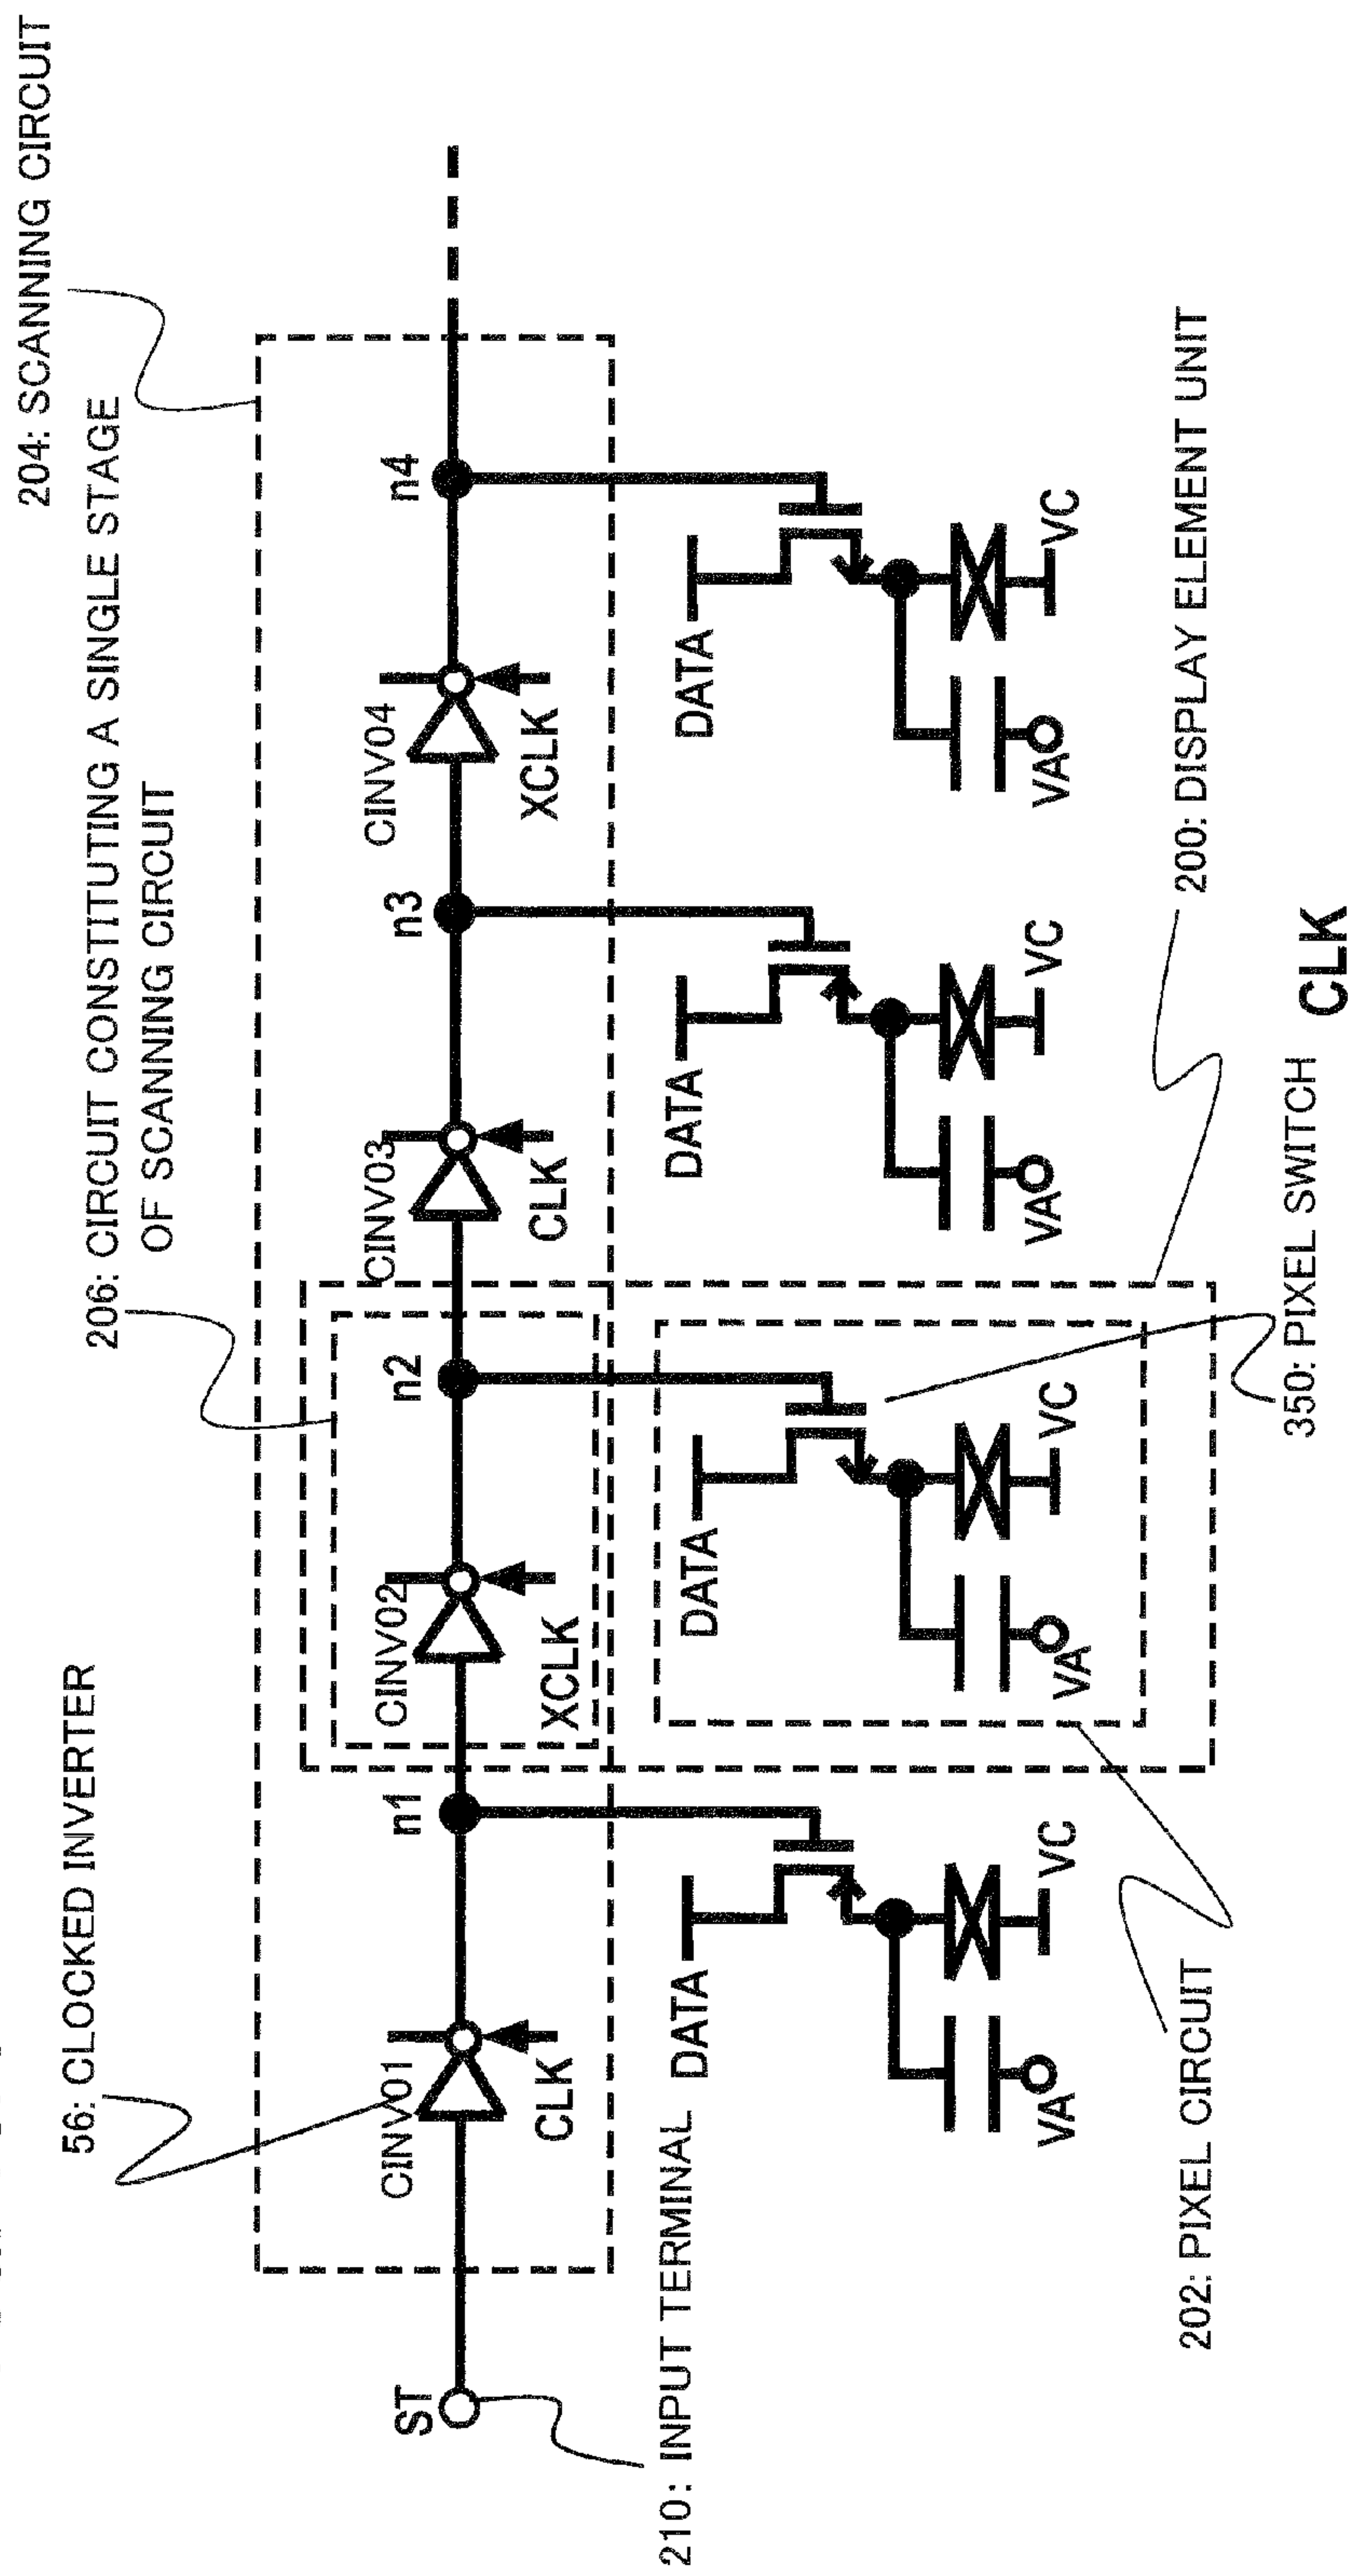 204: SCANNING CIRCUIT
206: CIRCUIT CONSTITUTING A SINGLE STAGE
OF SCANNING CIRCUIT
56: CLOCKED INVERTER
ST
CINV01
n1
CINV02
n2
CINV03
n3
CINV04
n4
CLK
XCLK
CLK
XCLK
210: INPUT TERMINAL
DATA
DATA
DATA
DATA
VA
VC
VA
VC
VA
VC
VA
VC
202: PIXEL CIRCUIT
200: DISPLAY ELEMENT UNIT
350: PIXEL SWITCH
CLK